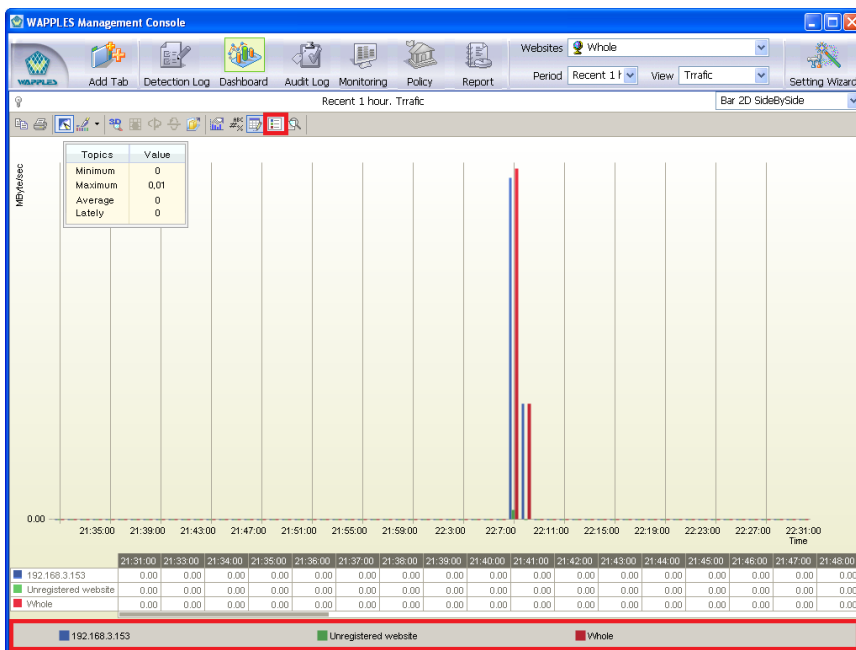 WAPPLES Management Console
WAPPLES
Add Tab
Detection Log
Dashboard
Audit Log
Monitoring
Policy
Report
Websites
Whole
Period
Recent 1 h
View
Trrafic
Setting Wizard
Recent 1 hour. Trrafic
Bar 2D SideBySide
Topics Value
Minimum 0
Maximum 0,01
Average 0
Lately 0
MByte/sec
0.00
21:35:00 21:39:00 21:43:00 21:47:00 21:51:00 21:55:00 21:59:00 22:3:00 22:7:00 22:11:00 22:15:00 22:19:00 22:23:00 22:27:00 22:31:00
Time
21:31:00 21:33:00 21:34:00 21:35:00 21:36:00 21:37:00 21:38:00 21:39:00 21:40:00 21:41:00 21:42:00 21:43:00 21:44:00 21:45:00 21:46:00 21:47:00 21:48:00
192.168.3.153 0.00 0.00 0.00 0.00 0.00 0.00 0.00 0.00 0.00 0.00 0.00 0.00 0.00 0.00 0.00 0.00 0.00
Unregistered website 0.00 0.00 0.00 0.00 0.00 0.00 0.00 0.00 0.00 0.00 0.00 0.00 0.00 0.00 0.00 0.00 0.00
Whole 0.00 0.00 0.00 0.00 0.00 0.00 0.00 0.00 0.00 0.00 0.00 0.00 0.00 0.00 0.00 0.00 0.00
192.168.3.153 Unregistered website Whole